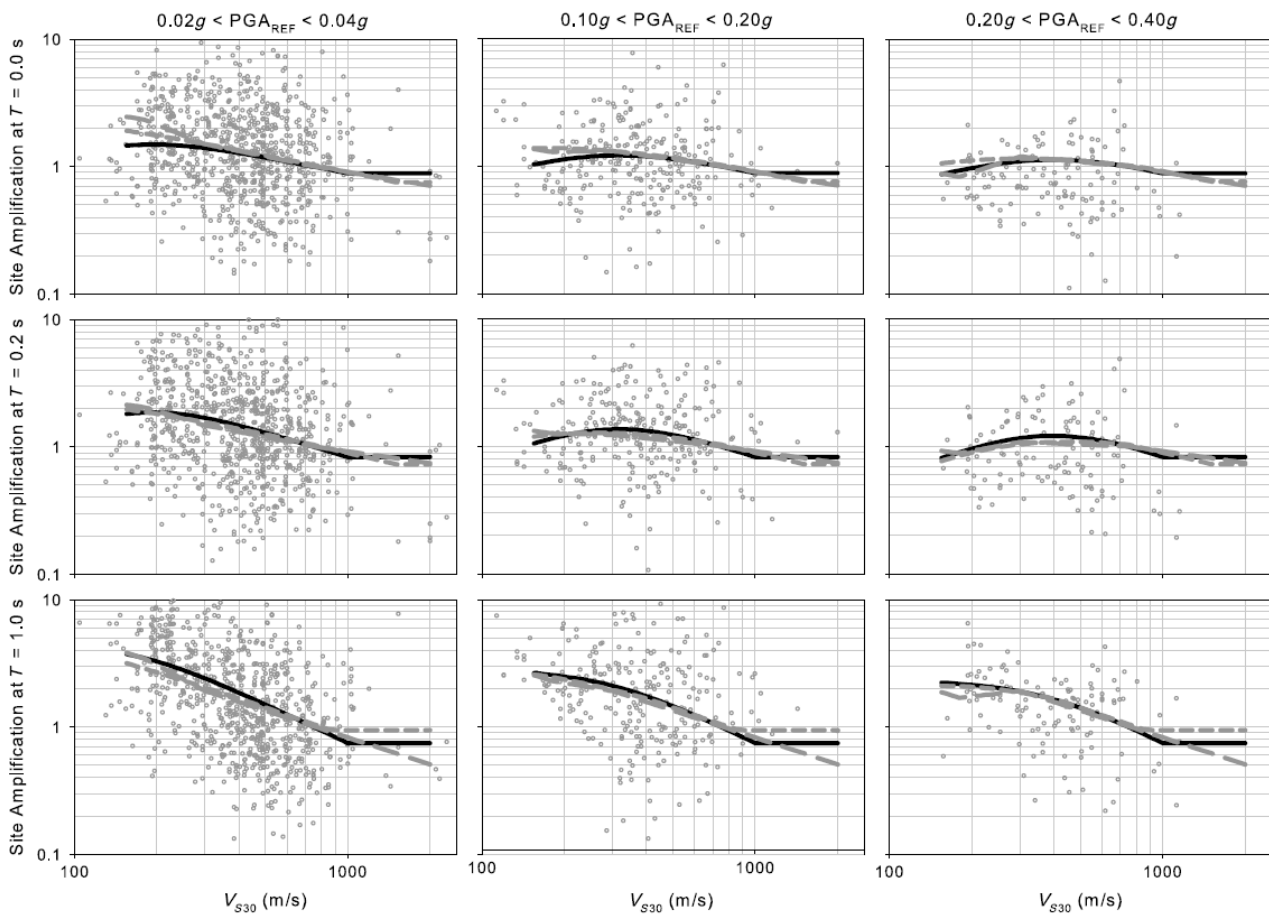 0.02g < PGA_REF < 0.04g
0.10g < PGA_REF < 0.20g
0.20g < PGA_REF < 0.40g
Site Amplification at T = 0.0 s
10
1
0.1
Site Amplification at T = 0.2 s
10
1
0.1
Site Amplification at T = 1.0 s
10
1
0.1
100
1000
100
1000
100
1000
V_S30 (m/s)
V_S30 (m/s)
V_S30 (m/s)